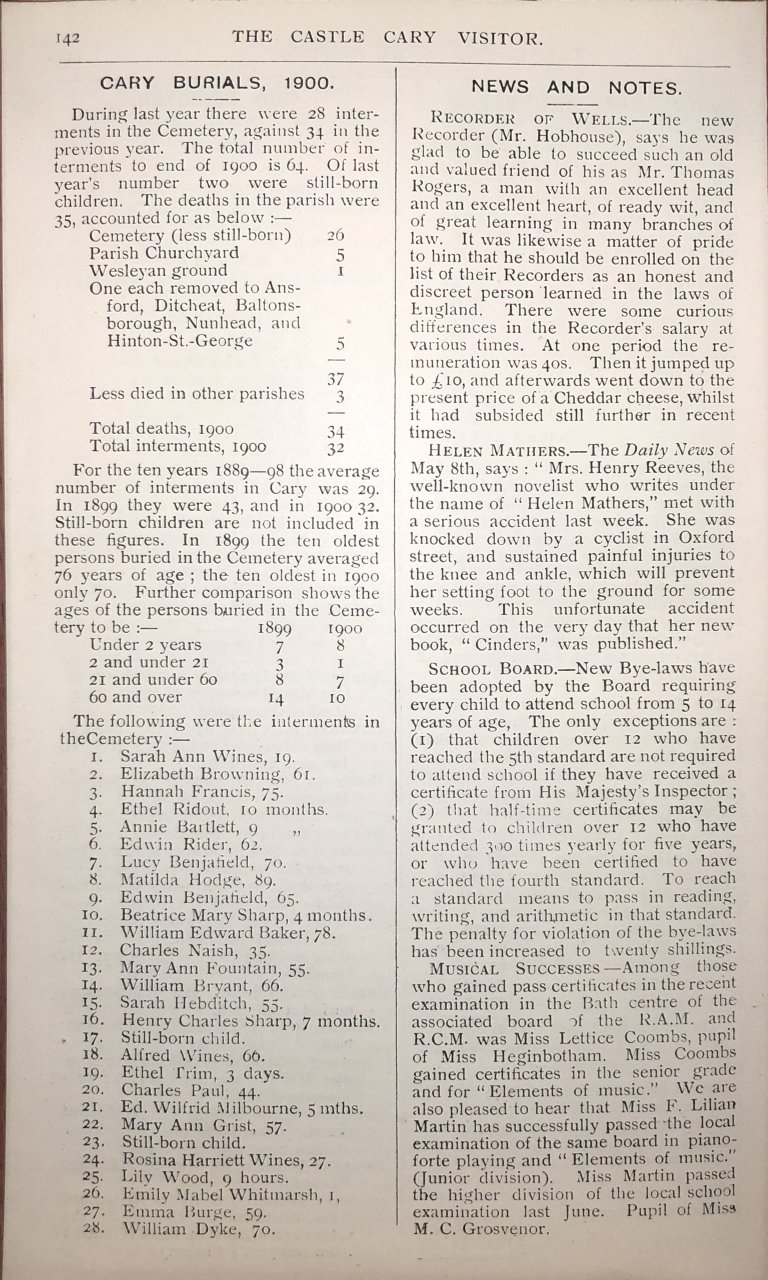 142
THE CASTLE CARY VISITOR.
CARY BURIALS, 1900.
During last year there were 28 inter-
ments in the Cemetery, against 34 in the
previous year. The total number of in-
terments to end of 1900 is 64. Of last
year's number two were still-born
children. The deaths in the parish were
35, accounted for as below :—
Cemetery (less still-born) 26
Parish Churchyard 5
Wesleyan ground 1
One each removed to Ans-
ford, Ditcheat, Baltons-
borough, Nunhead, and
Hinton-St.-George 5
—
37
Less died in other parishes 3
—
Total deaths, 1900 34
Total interments, 1900 32
For the ten years 1889—98 the average
number of interments in Cary was 29.
In 1899 they were 43, and in 1900 32.
Still-born children are not included in
these figures. In 1899 the ten oldest
persons buried in the Cemetery averaged
76 years of age ; the ten oldest in 1900
only 70. Further comparison shows the
ages of the persons buried in the Ceme-
tery to be :— 1899 1900
Under 2 years 7 8
2 and under 21 3 1
21 and under 60 8 7
60 and over 14 10
The following were the interments in
theCemetery :—
1. Sarah Ann Wines, 19.
2. Elizabeth Browning, 61.
3. Hannah Francis, 75.
4. Ethel Ridout, 10 months.
5. Annie Bartlett, 9 „
6. Edwin Rider, 62.
7. Lucy Benjafield, 70.
8. Matilda Hodge, 89.
9. Edwin Benjafield, 65.
10. Beatrice Mary Sharp, 4 months.
11. William Edward Baker, 78.
12. Charles Naish, 35.
13. Mary Ann Fountain, 55.
14. William Bryant, 66.
15. Sarah Hebditch, 55.
16. Henry Charles Sharp, 7 months.
17. Still-born child.
18. Alfred Wines, 66.
19. Ethel Trim, 3 days.
20. Charles Paul, 44.
21. Ed. Wilfrid Milbourne, 5 mths.
22. Mary Ann Grist, 57.
23. Still-born child.
24. Rosina Harriett Wines, 27.
25. Lily Wood, 9 hours.
26. Emily Mabel Whitmarsh, 1,
27. Emma Burge, 59.
28. William Dyke, 70.
NEWS AND NOTES.
RECORDER OF WELLS.—The new
Recorder (Mr. Hobhouse), says he was
glad to be able to succeed such an old
and valued friend of his as Mr. Thomas
Rogers, a man with an excellent head
and an excellent heart, of ready wit, and
of great learning in many branches of
law. It was likewise a matter of pride
to him that he should be enrolled on the
list of their Recorders as an honest and
discreet person learned in the laws of
England. There were some curious
differences in the Recorder's salary at
various times. At one period the re-
muneration was 40s. Then it jumped up
to £10, and afterwards went down to the
present price of a Cheddar cheese, whilst
it had subsided still further in recent
times.
HELEN MATHERS.—The Daily News of
May 8th, says : “ Mrs. Henry Reeves, the
well-known novelist who writes under
the name of “ Helen Mathers,” met with
a serious accident last week. She was
knocked down by a cyclist in Oxford
street, and sustained painful injuries to
the knee and ankle, which will prevent
her setting foot to the ground for some
weeks. This unfortunate accident
occurred on the very day that her new
book, “ Cinders,” was published.”
SCHOOL BOARD.—New Bye-laws have
been adopted by the Board requiring
every child to attend school from 5 to 14
years of age, The only exceptions are :
(1) that children over 12 who have
reached the 5th standard are not required
to attend school if they have received a
certificate from His Majesty's Inspector ;
(2) that half-time certificates may be
granted to children over 12 who have
attended 300 times yearly for five years,
or who have been certified to have
reached the fourth standard. To reach
a standard means to pass in reading,
writing, and arithmetic in that standard.
The penalty for violation of the bye-laws
has been increased to twenty shillings.
MUSICAL SUCCESSES —Among those
who gained pass certificates in the recent
examination in the Bath centre of the
associated board of the R.A.M. and
R.C.M. was Miss Lettice Coombs, pupil
of Miss Heginbotham. Miss Coombs
gained certificates in the senior grade
and for “ Elements of music.” We are
also pleased to hear that Miss F. Lilian
Martin has successfully passed the local
examination of the same board in piano-
forte playing and “ Elements of music.”
(Junior division). Miss Martin passed
the higher division of the local school
examination last June. Pupil of Miss
M. C. Grosvenor.